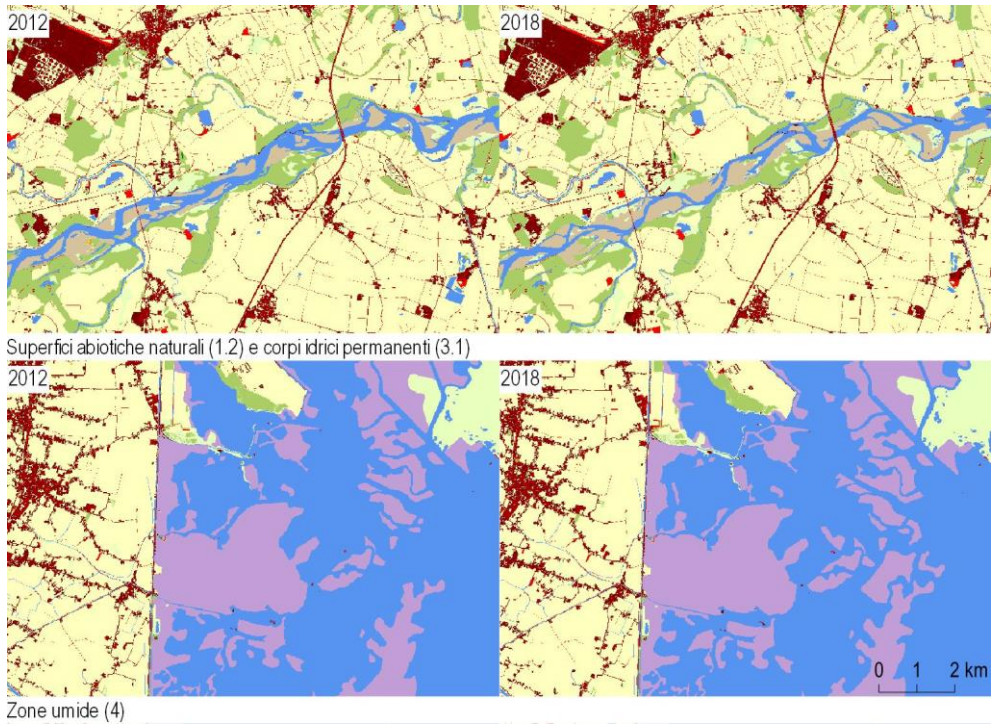 2012 2018
Superfici abiotiche naturali (1.2) e corpi idrici permanenti (3.1)
2012 2018
0 1 2 km
Zone umide (4)